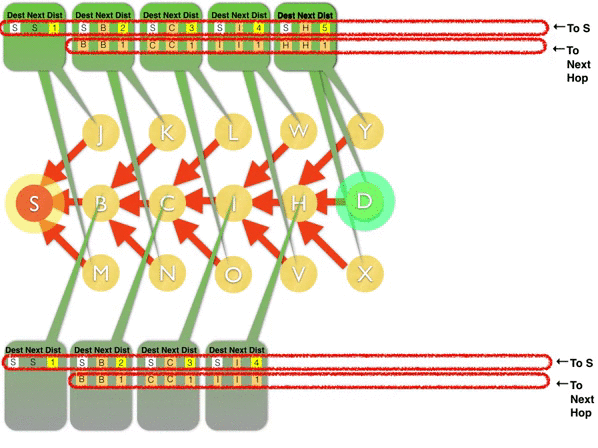 Dest Next Dist Dest Next Dist Dest Next Dist Dest Next Dist Dest Next Dist
S S 1 S B 2 S C 3 S I 4 S H 5 ←To S
B B 1 C C 1 I I 1 H H 1 ←To
Next
Hop
J K L W Y
S B C I H D
M N O V X
Dest Next Dist Dest Next Dist Dest Next Dist Dest Next Dist
S S 1 S B 2 S C 3 S I 4 ←To S
B B 1 C C 1 I I 1 ←To
Next
Hop